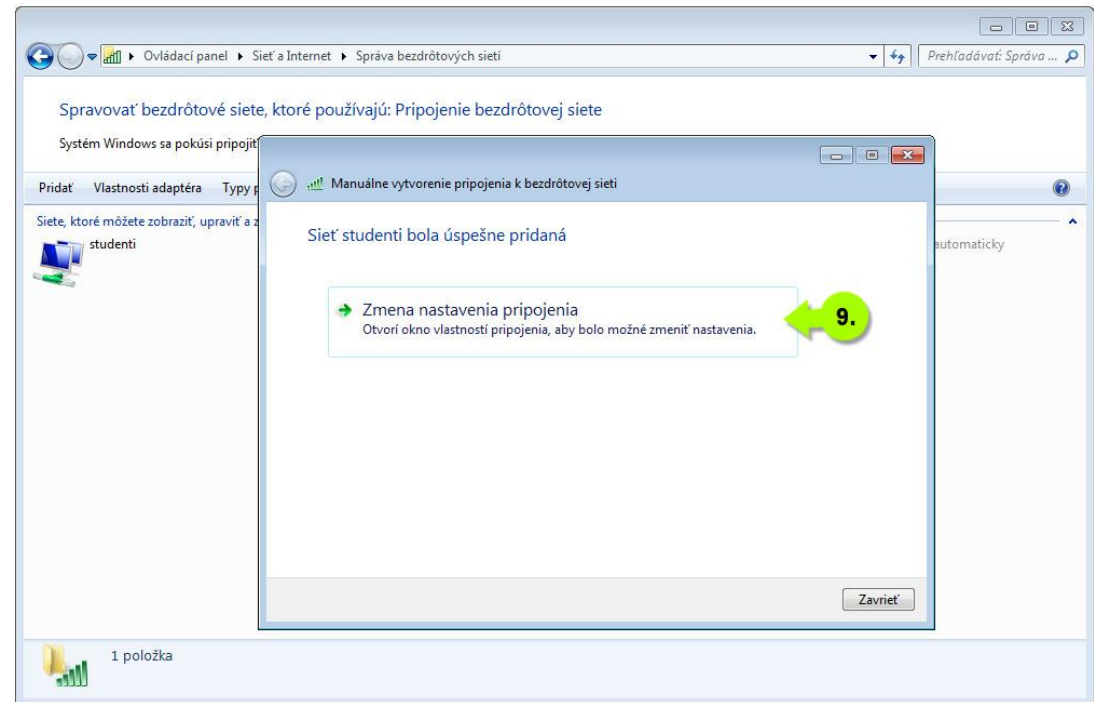 Ovládací panel Sieť a Internet Správa bezdrôtových sietí
Prehľadávať: Správa ...
Spravovať bezdrôtové siete, ktoré používajú: Pripojenie bezdrôtovej siete
Systém Windows sa pokúsi pripojiť
Pridať Vlastnosti adaptéra Typy p
Siete, ktoré môžete zobraziť, upraviť a z
studenti
automaticky
Manuálne vytvorenie pripojenia k bezdrôtovej sieti
Sieť studenti bola úspešne pridaná
Zmena nastavenia pripojenia
Otvorí okno vlastností pripojenia, aby bolo možné zmeniť nastavenia.
9.
Zavrieť
1 položka